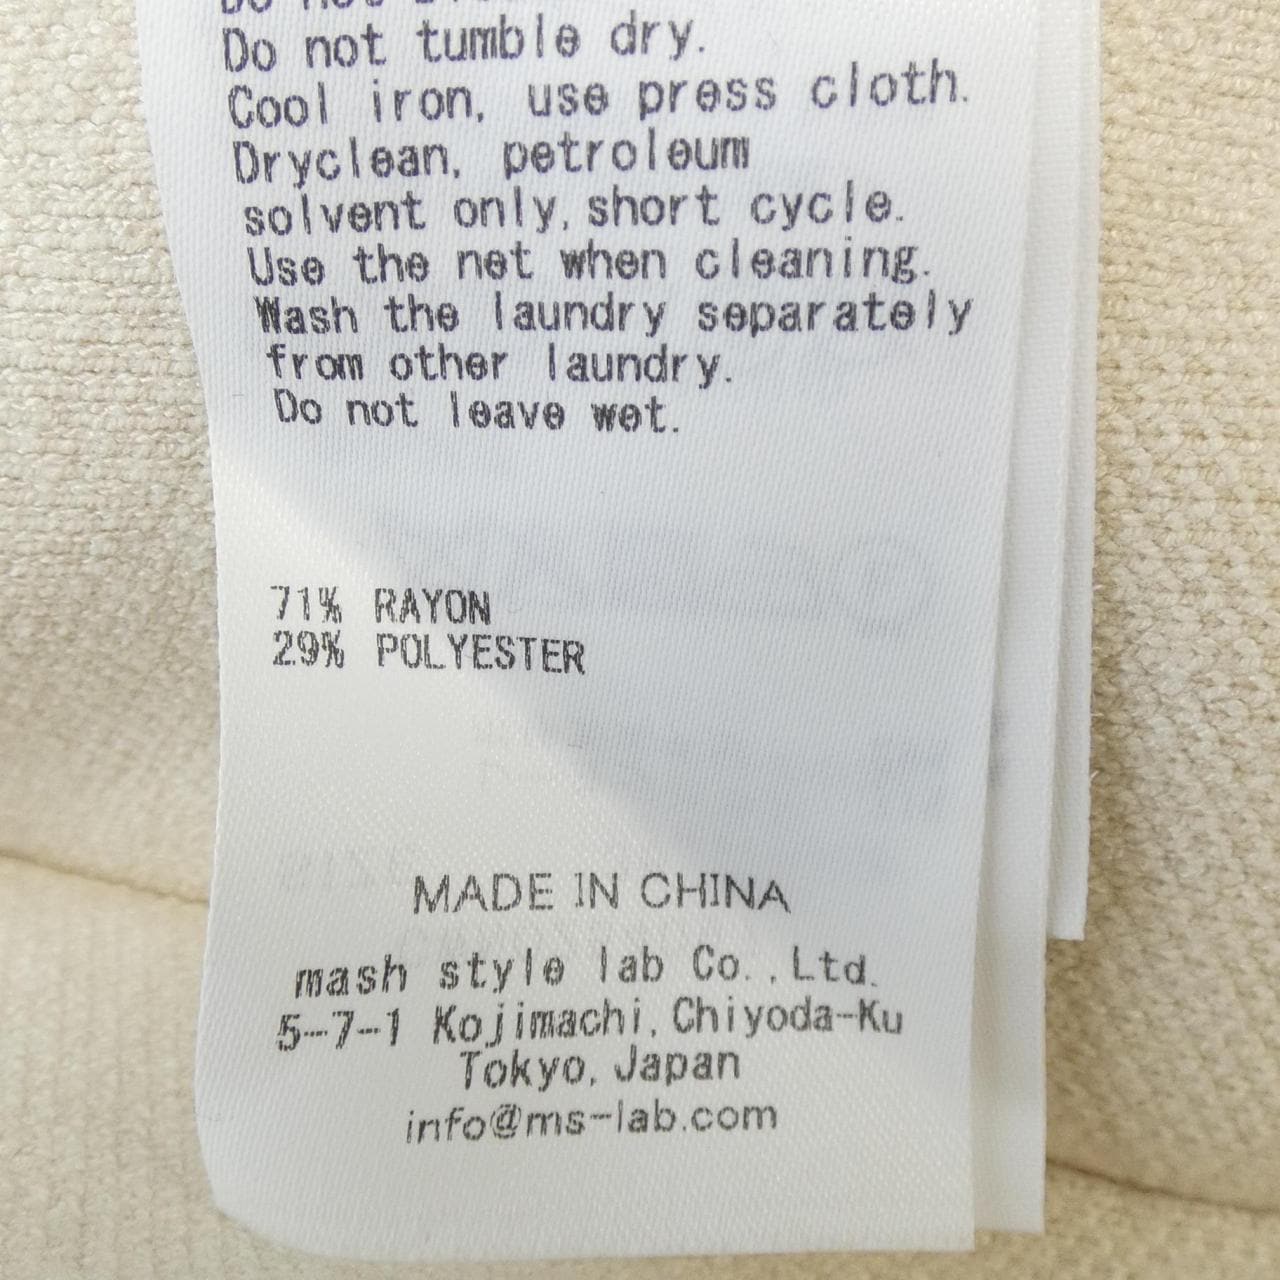 Do not
Do not tumble dry.
Cool iron, use press cloth.
Dryclean, petroleum
solvent only, short cycle.
Use the net when cleaning.
Wash the laundry separately
from other laundry.
Do not leave wet.
71% RAYON
29% POLYESTER
MADE IN CHINA
mash style lab Co.,Ltd.
5-7-1 Kojimachi, Chiyoda-Ku
Tokyo, Japan
info@ms-lab.com